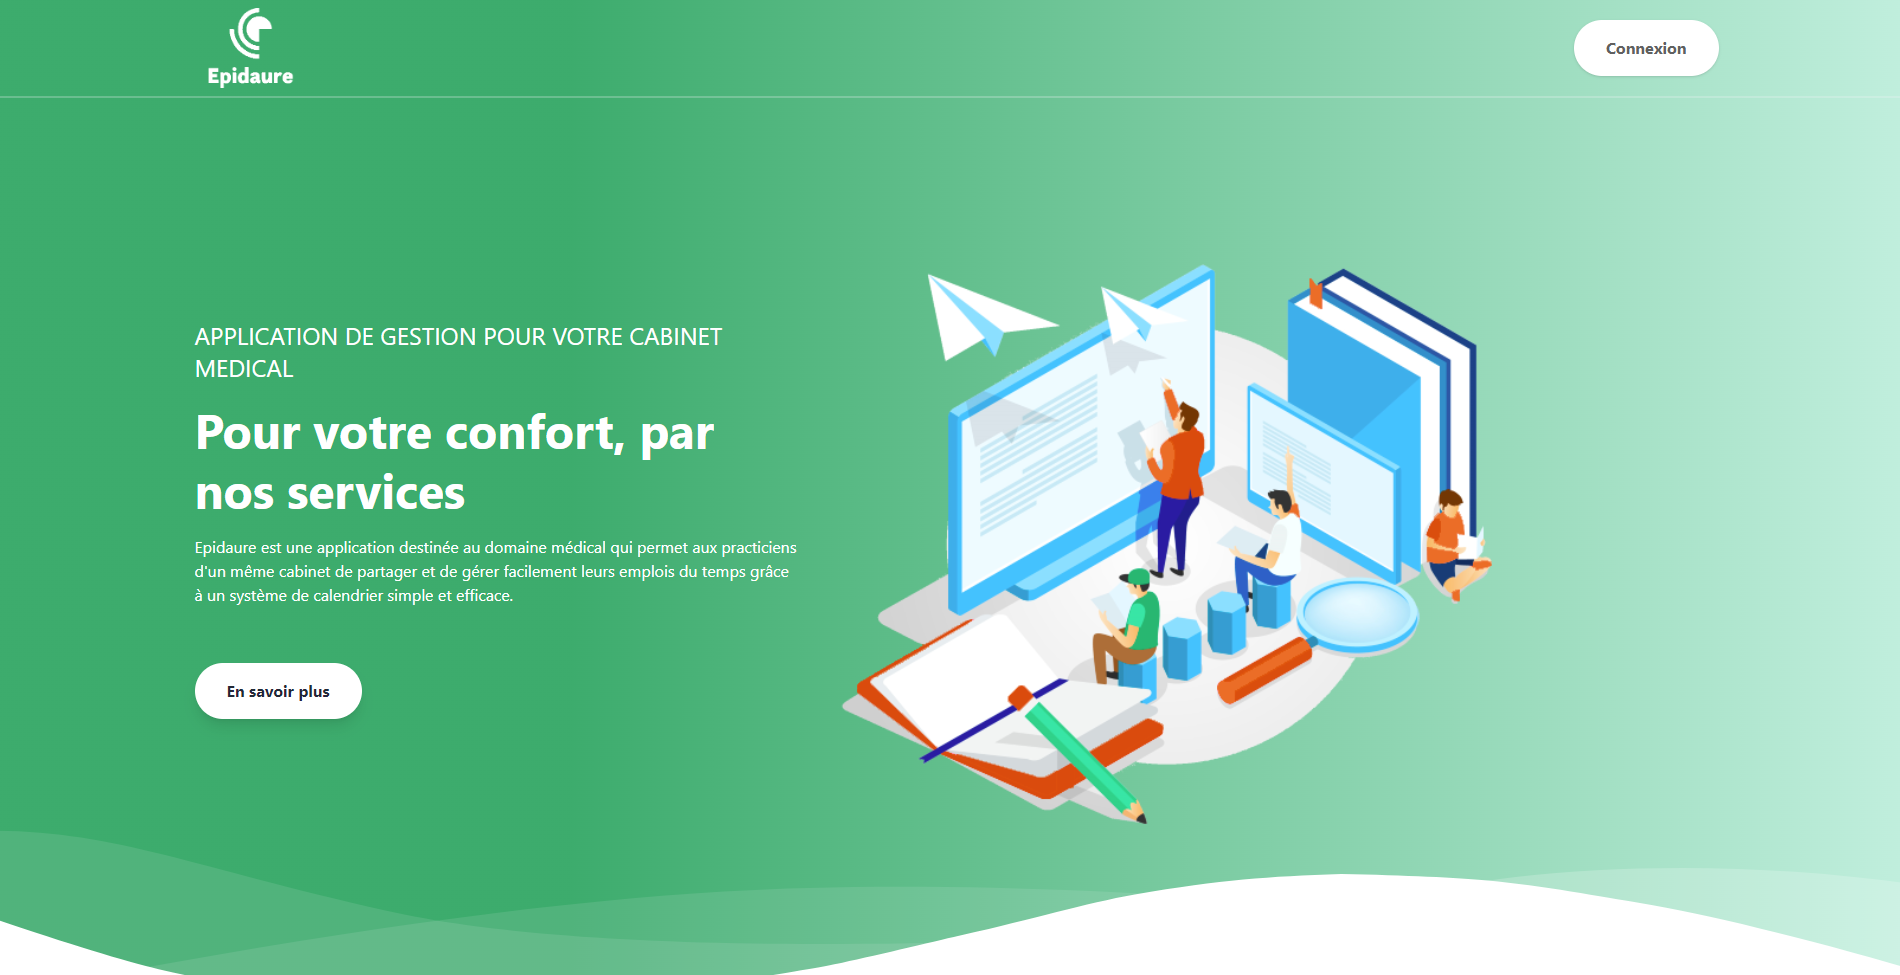 Epidaure
Connexion
APPLICATION DE GESTION POUR VOTRE CABINET
MEDICAL
Pour votre confort, par
nos services
Epidaure est une application destinée au domaine médical qui permet aux practiciens
d'un même cabinet de partager et de gérer facilement leurs emplois du temps grâce
à un système de calendrier simple et efficace.
En savoir plus